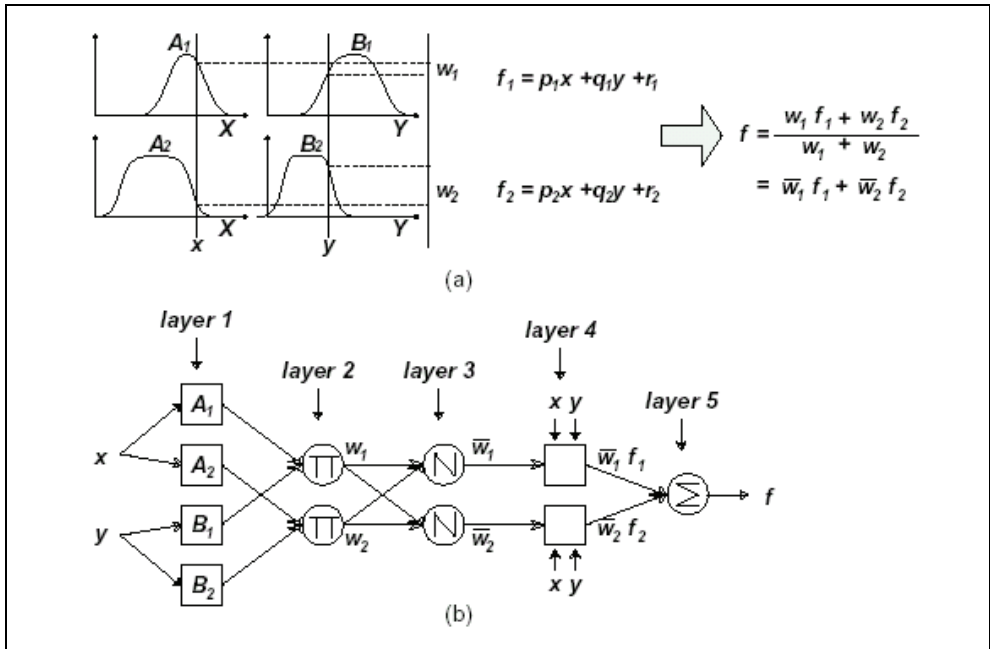 A₁ B₁
w₁ f₁ = p₁x + q₁y + r₁
X Y
f = w₁ f₁ + w₂ f₂ / w₁ + w₂
= w̅₁ f₁ + w̅₂ f₂
A₂ B₂
w₂ f₂ = p₂x + q₂y + r₂
X Y
x y
(a)
layer 1
layer 4
layer 2 layer 3
x y layer 5
A₁
x A₂ Π w₁ N w̅₁ w̅₁ f₁
Σ f
y B₁ Π w₂ N w̅₂ w̅₂ f₂
B₂
x y
(b)